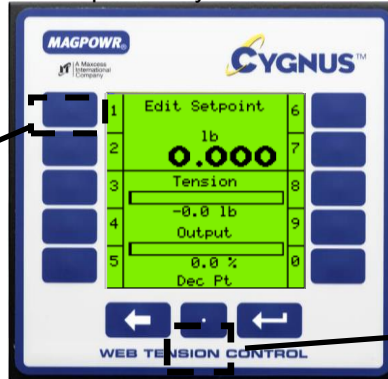 MAGPOWR®
A Maxcess
International
Company
CYGNUS™
1 Edit Setpoint 6
lb
2 0.000 7
3 Tension 8
-0.0 lb
4 Output 9
5 0.0 % 0
Dec Pt
.
WEB TENSION CONTROL